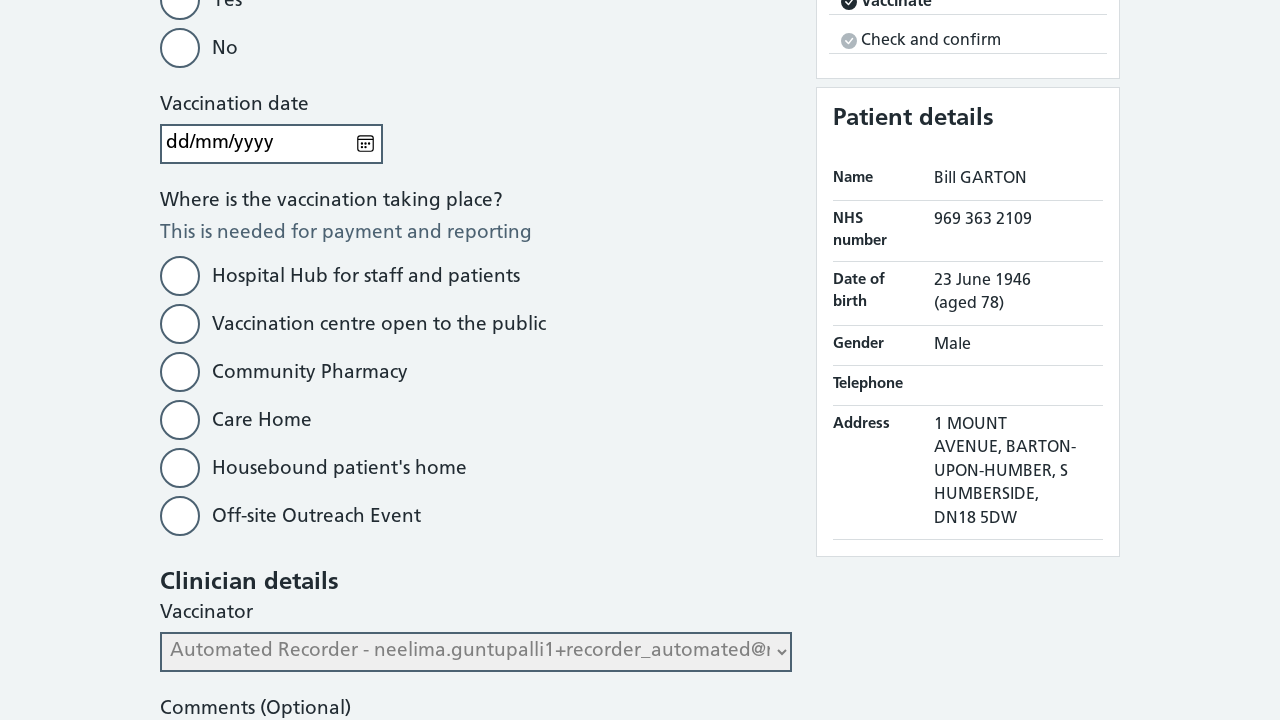 Yes
No
Vaccination date
dd/mm/yyyy
Where is the vaccination taking place?
This is needed for payment and reporting
Hospital Hub for staff and patients
Vaccination centre open to the public
Community Pharmacy
Care Home
Housebound patient's home
Off-site Outreach Event
Clinician details
Vaccinator
Automated Recorder - neelima.guntupalli1+recorder_automated@
Comments (Optional)
Vaccinate
Check and confirm
Patient details
Name Bill GARTON
NHS number 969 363 2109
Date of birth 23 June 1946
(aged 78)
Gender Male
Telephone
Address 1 MOUNT
AVENUE, BARTON-
UPON-HUMBER, S
HUMBERSIDE,
DN18 5DW